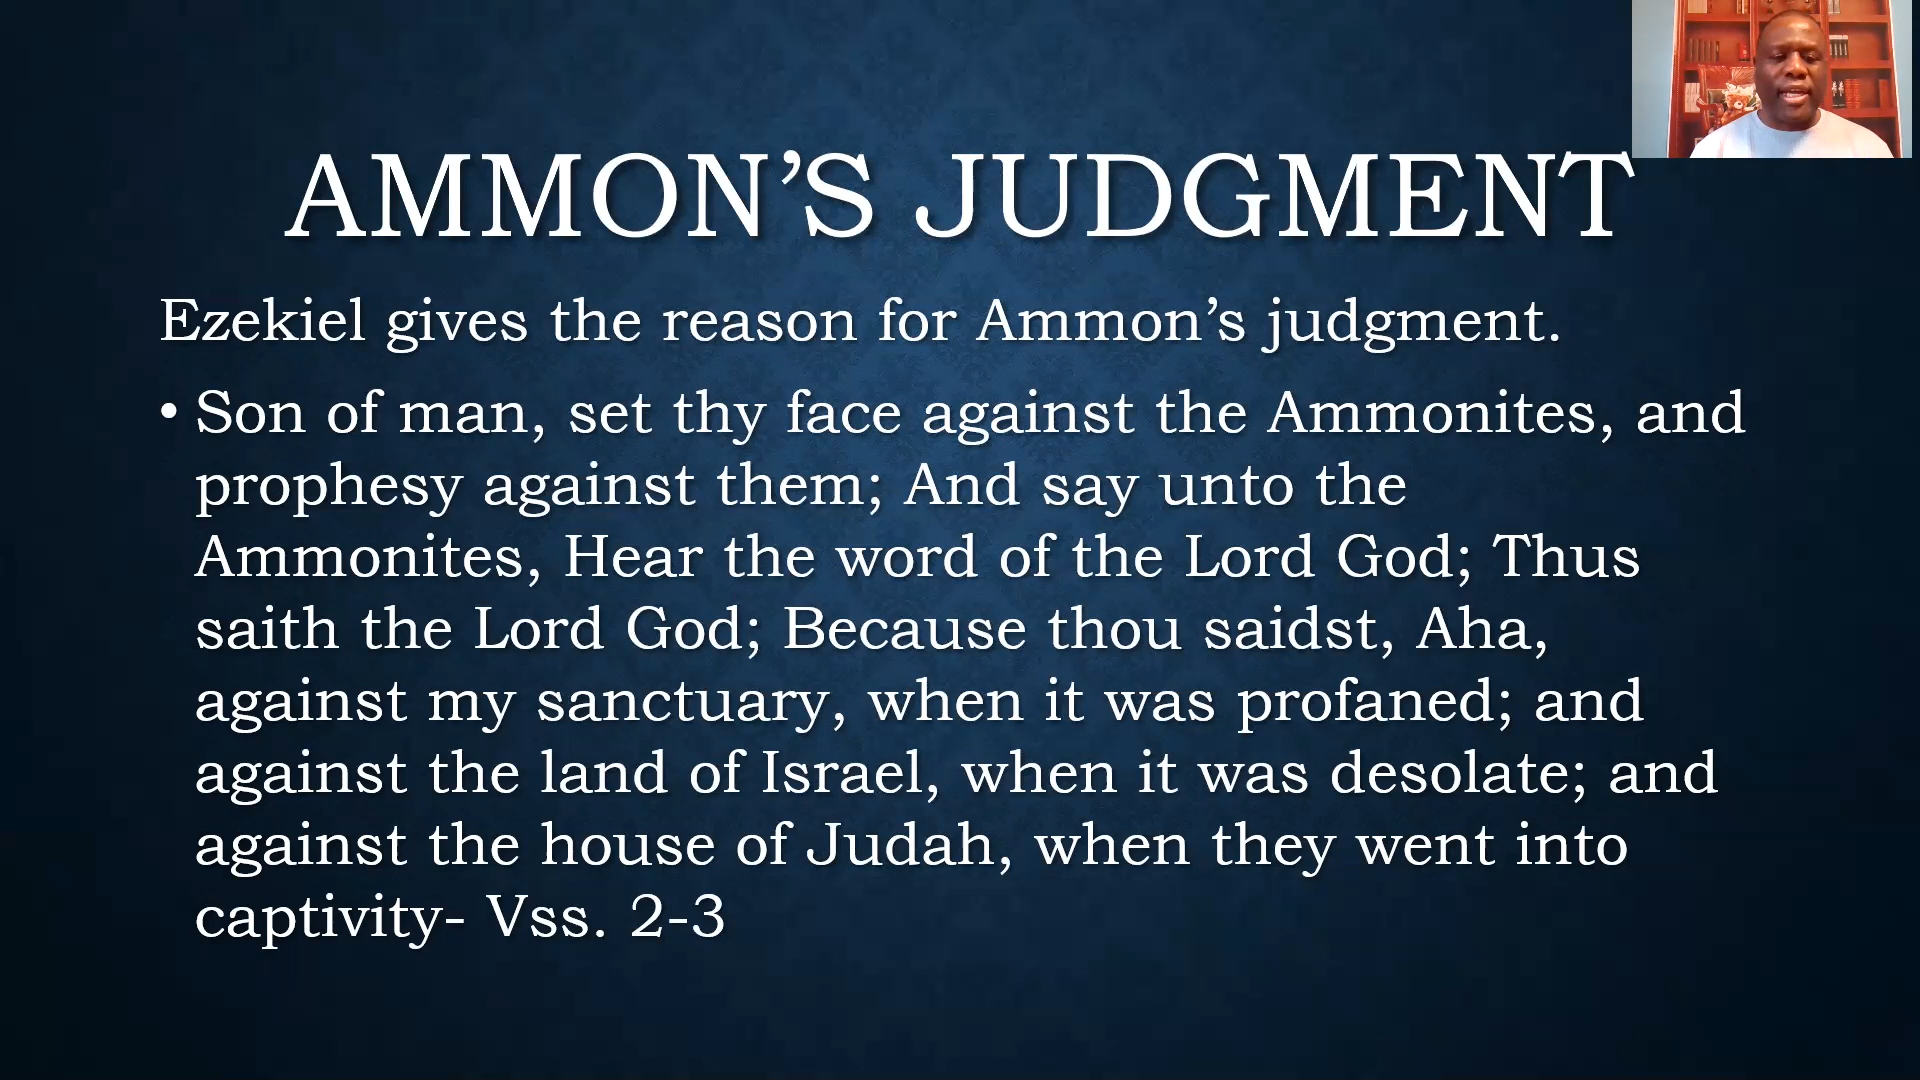 AMMON’S JUDGMENT
Ezekiel gives the reason for Ammon’s judgment.
• Son of man, set thy face against the Ammonites, and
prophesy against them; And say unto the
Ammonites, Hear the word of the Lord God; Thus
saith the Lord God; Because thou saidst, Aha,
against my sanctuary, when it was profaned; and
against the land of Israel, when it was desolate; and
against the house of Judah, when they went into
captivity- Vss. 2-3